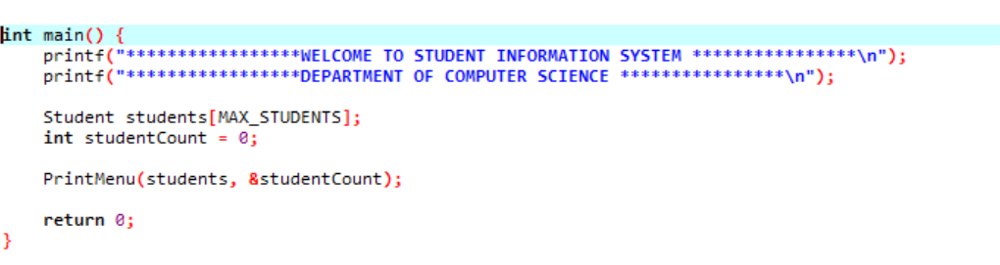 int main() {
    printf("*****************WELCOME TO STUDENT INFORMATION SYSTEM ****************\n");
    printf("*****************DEPARTMENT OF COMPUTER SCIENCE ****************\n");
    Student students[MAX_STUDENTS];
    int studentCount = 0;
    PrintMenu(students, &studentCount);
    return 0;
}